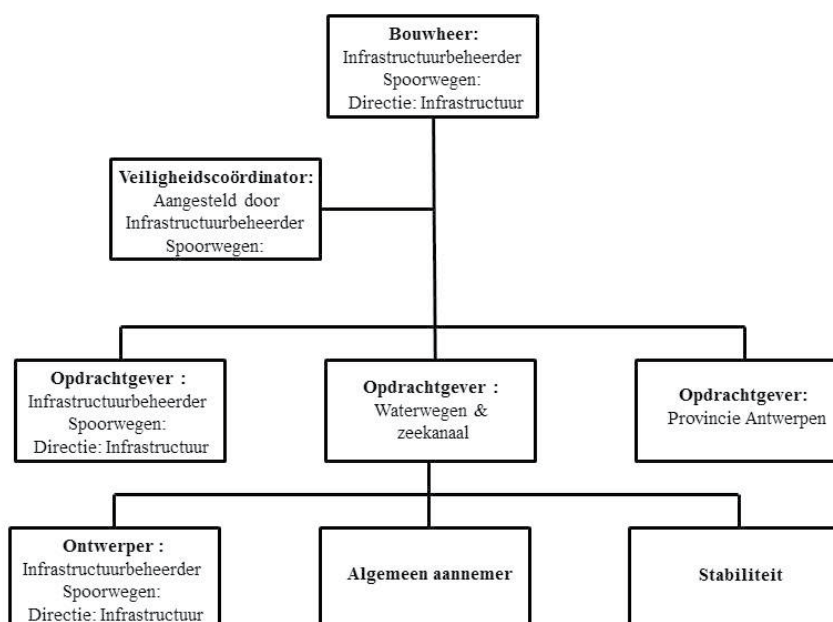 Bouwheer:
Infrastructuurbeheerder
Spoorwegen:
Directie: Infrastructuur
Veiligheidscoördinator:
Aangesteld door
Infrastructuurbeheerder
Spoorwegen:
Opdrachtgever :
Infrastructuurbeheerder
Spoorwegen:
Directie: Infrastructuur
Opdrachtgever :
Waterwegen &
zeekanaal
Opdrachtgever:
Provincie Antwerpen
Ontwerper :
Infrastructuurbeheerder
Spoorwegen:
Directie: Infrastructuur
Algemeen aannemer
Stabiliteit